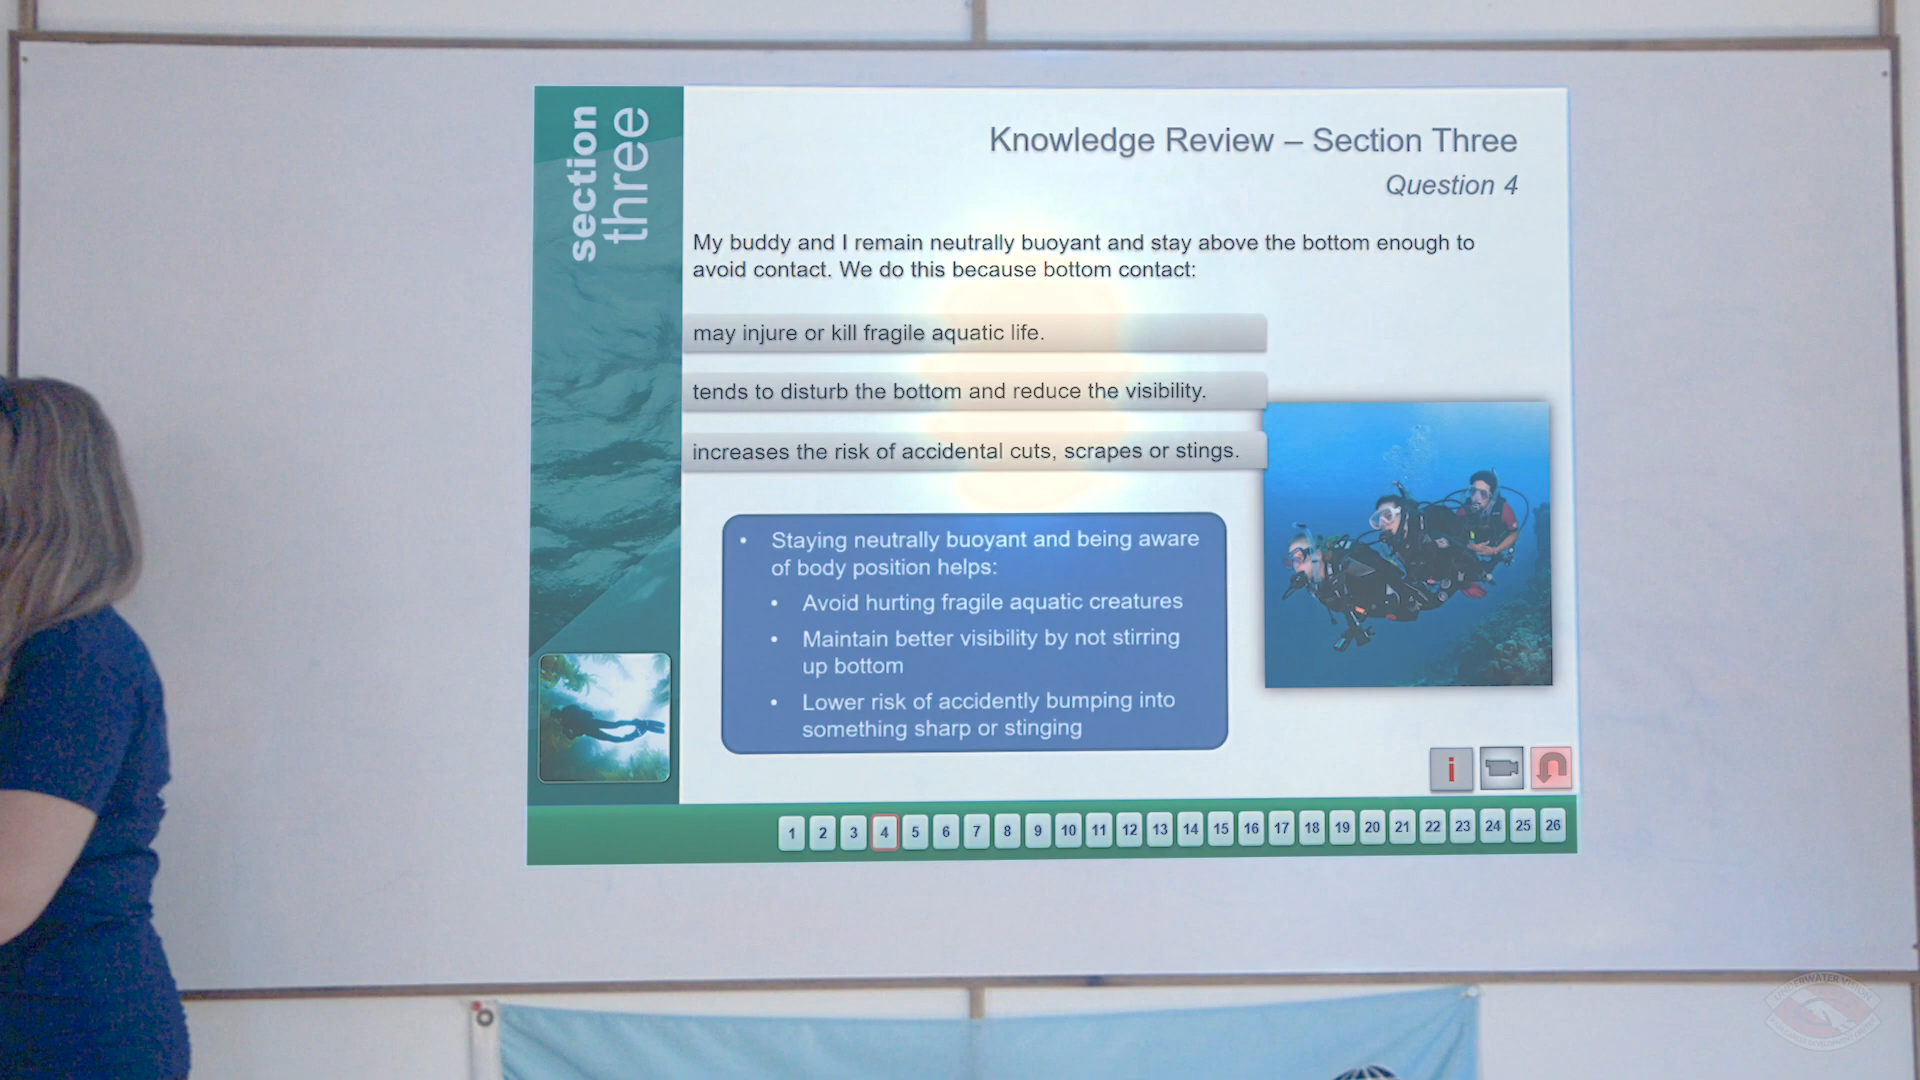 section
three
Knowledge Review – Section Three
Question 4
My buddy and I remain neutrally buoyant and stay above the bottom enough to
avoid contact. We do this because bottom contact:
may injure or kill fragile aquatic life.
tends to disturb the bottom and reduce the visibility.
increases the risk of accidental cuts, scrapes or stings.
• Staying neutrally buoyant and being aware
of body position helps:
• Avoid hurting fragile aquatic creatures
• Maintain better visibility by not stirring
up bottom
• Lower risk of accidently bumping into
something sharp or stinging
i
1 2 3 4 5 6 7 8 9 10 11 12 13 14 15 16 17 18 19 20 21 22 23 24 25 26
UNDERWATER VISION